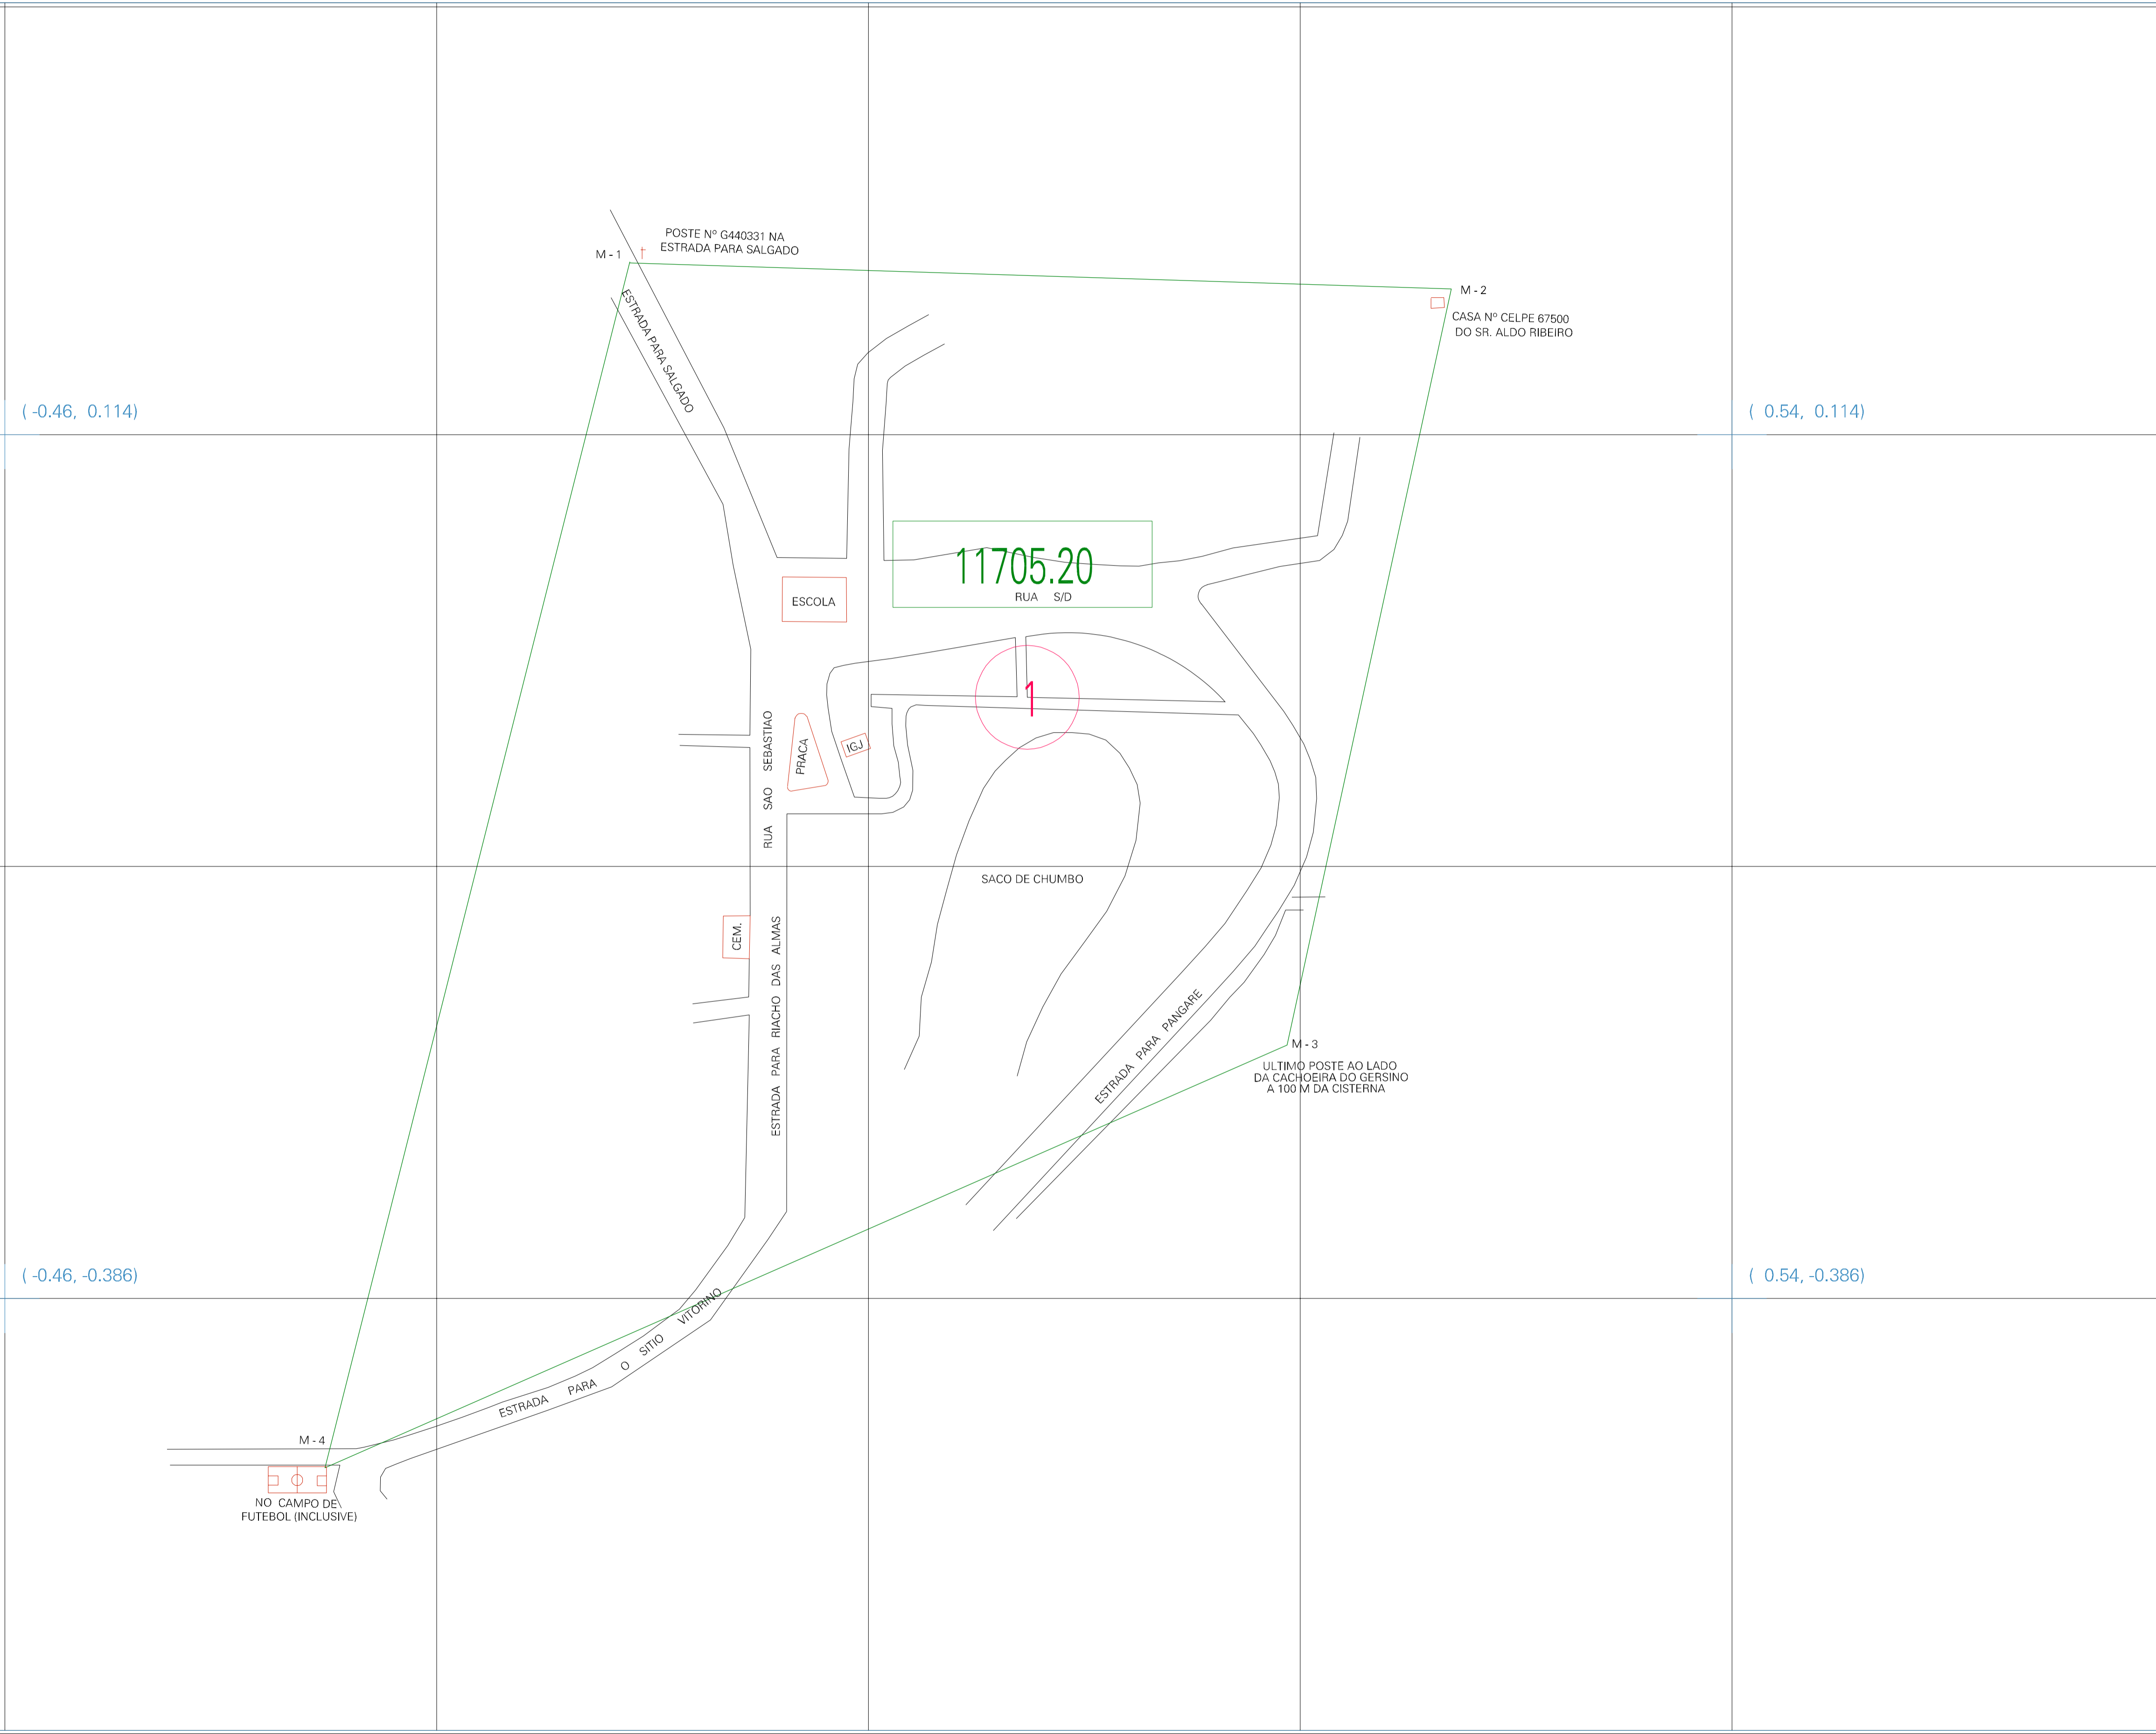 POSTE Nº G440331 NA
ESTRADA PARA SALGADO
M - 1
M - 2
CASA Nº CELPE 67500
DO SR. ALDO RIBEIRO
ESTRADA PARA SALGADO
( -0.46, 0.114)
( 0.54, 0.114)
11705.20
RUA S/D
ESCOLA
1
PRACA
IGJ
RUA SAO SEBASTIAO
SACO DE CHUMBO
CEM.
ESTRADA PARA RIACHO DAS ALMAS
ESTRADA PARA PANGARE
M - 3
ULTIMO POSTE AO LADO
DA CACHOEIRA DO GERSINO
A 100 M DA CISTERNA
( -0.46, -0.386)
( 0.54, -0.386)
ESTRADA PARA O SITIO VITORINO
M - 4
NO CAMPO DE
FUTEBOL (INCLUSIVE)